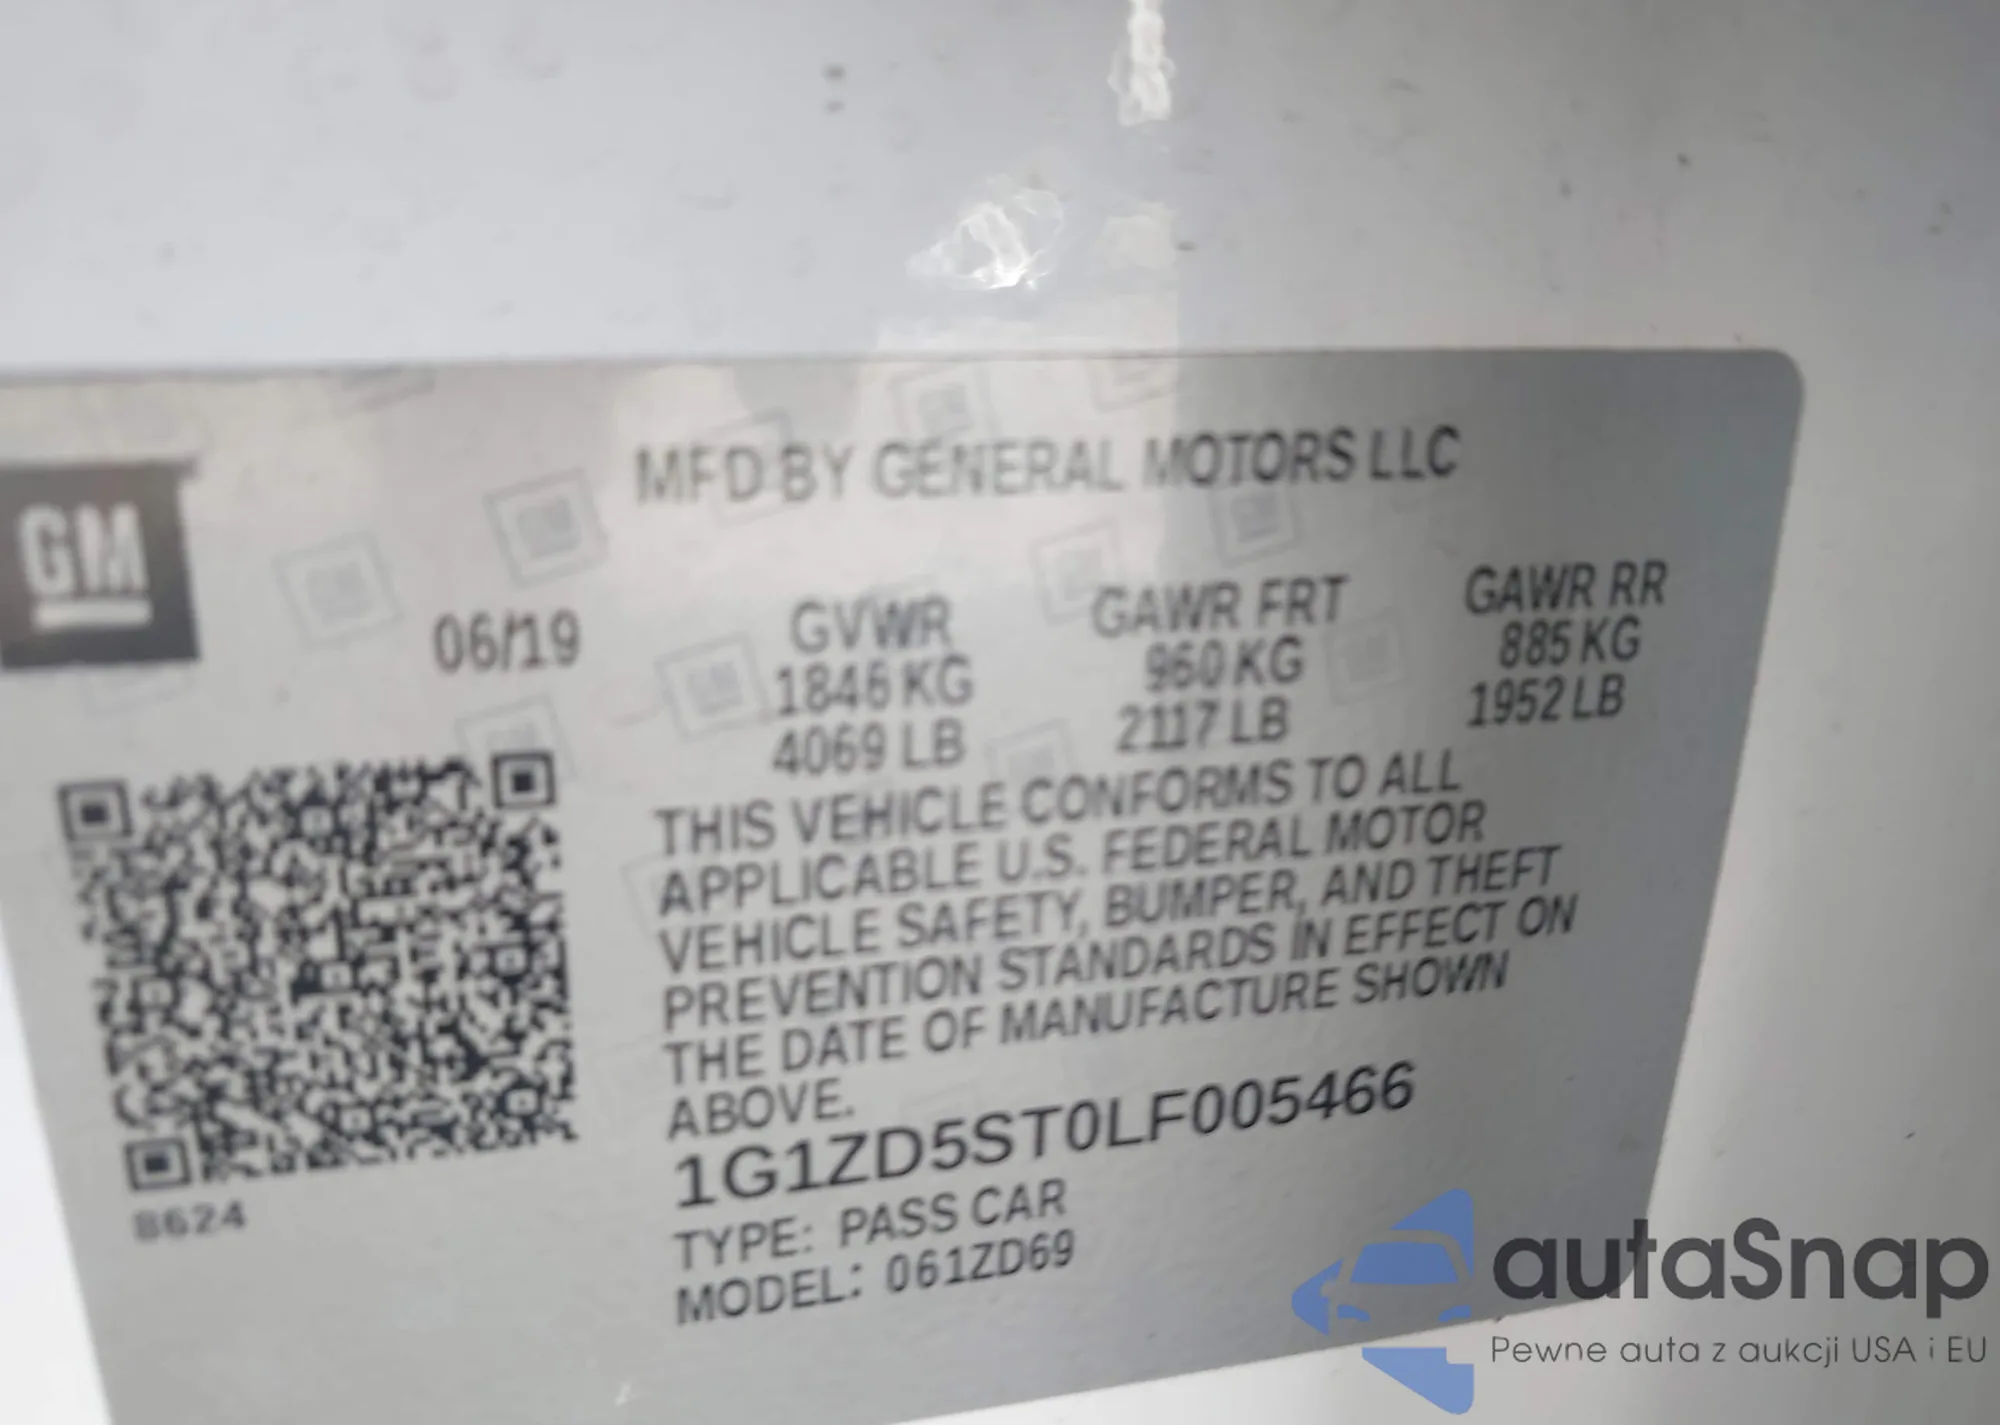 MFD BY GENERAL MOTORS LLC
GM
06/19
GVWR
1846 KG
4069 LB
GAWR FRT
960 KG
2117 LB
GAWR RR
885 KG
1952 LB
THIS VEHICLE CONFORMS TO ALL
APPLICABLE U.S. FEDERAL MOTOR
VEHICLE SAFETY, BUMPER, AND THEFT
PREVENTION STANDARDS IN EFFECT ON
THE DATE OF MANUFACTURE SHOWN
ABOVE.
1G1ZD5ST0LF005466
TYPE: PASS CAR
MODEL: 061ZD69
8624
autaSnap
Pewne auta z aukcji USA i EU